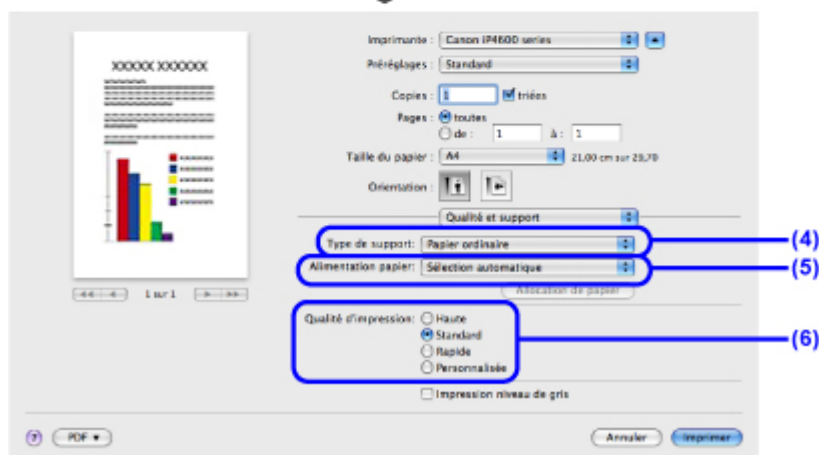 Imprimante : Canon iP4600 series
Préréglages : Standard
Copies : 1 triées
Pages : toutes
de : 1 à : 1
Taille du papier : A4 21,00 cm sur 29,70
Orientation :
Qualité et support
Type de support: Papier ordinaire (4)
Alimentation papier: Sélection automatique (5)
Allocation de papier
Qualité d'impression: Haute
Standard (6)
Rapide
Personnalisée
Impression niveau de gris
XXXXXX XXXXXXX
1 sur 1
? PDF Annuler Imprimer